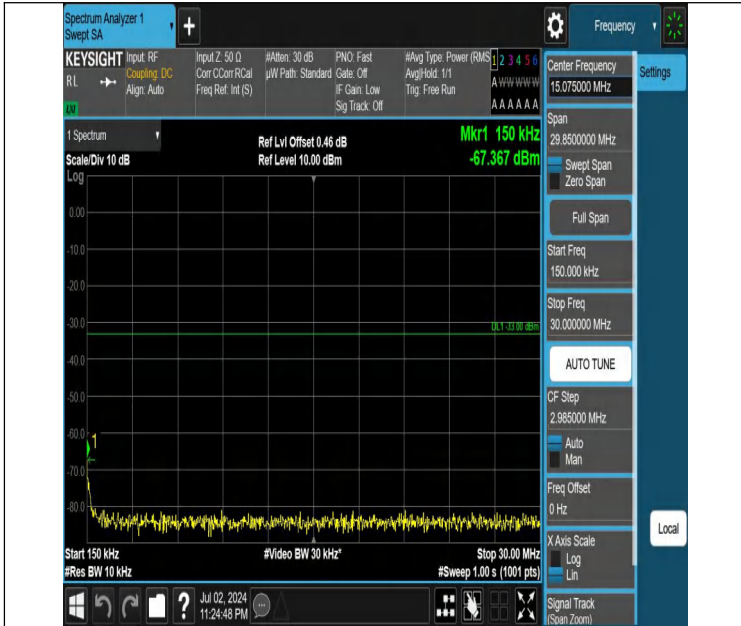 Spectrum Analyzer 1
Swept SA
+
Frequency
KEYSIGHT
RL
Input: RF
Coupling: DC
Align: Auto
Input Z: 50 Ω
Corr CCorr RCal
Freq Ref: Int (S)
#Atten: 30 dB
µW Path: Standard
PNO: Fast
Gate: Off
IF Gain: Low
Sig Track: Off
#Avg Type: Power (RMS
Avg|Hold: 1/1
Trig: Free Run
1 2 3 4 5 6
A W W W W W
A A A A A A
1 Spectrum
Scale/Div 10 dB
Log
Ref Lvl Offset 0.46 dB
Ref Level 10.00 dBm
Mkr1 150 kHz
-67.367 dBm
0.00
-10.0
-20.0
-30.0
-40.0
-50.0
-60.0
-70.0
-80.0
DL1 -33.00 dBm
1
Start 150 kHz
#Res BW 10 kHz
#Video BW 30 kHz*
Stop 30.00 MHz
#Sweep 1.00 s (1001 pts)
Center Frequency
15.075000 MHz
Span
29.8500000 MHz
Swept Span
Zero Span
Full Span
Start Freq
150.000 kHz
Stop Freq
30.000000 MHz
AUTO TUNE
CF Step
2.985000 MHz
Auto
Man
Freq Offset
0 Hz
X Axis Scale
Log
Lin
Signal Track
(Span Zoom)
Settings
Local
?
Jul 02, 2024
11:24:48 PM